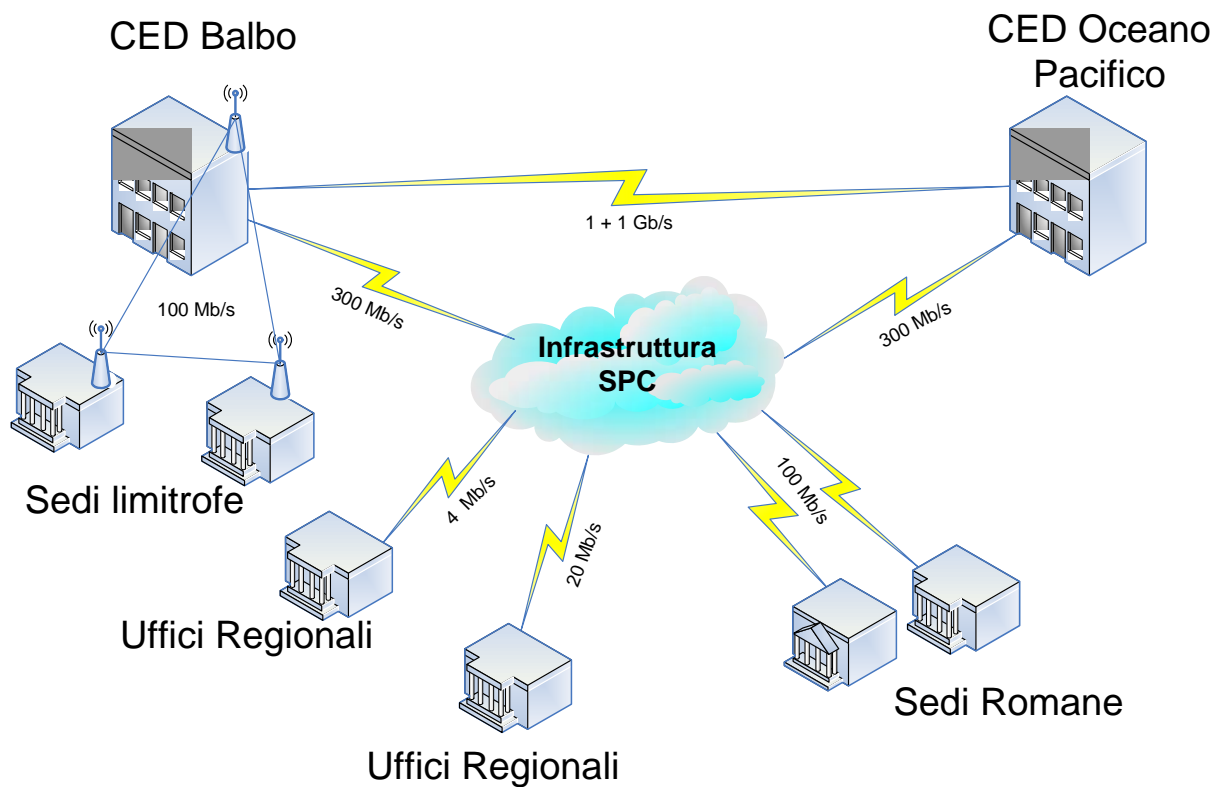 CED Balbo
CED Oceano
Pacifico
1 + 1 Gb/s
300 Mb/s
100 Mb/s
300 Mb/s
Infrastruttura
SPC
Sedi limitrofe
4 Mb/s
20 Mb/s
100 Mb/s
Uffici Regionali
Sedi Romane
Uffici Regionali